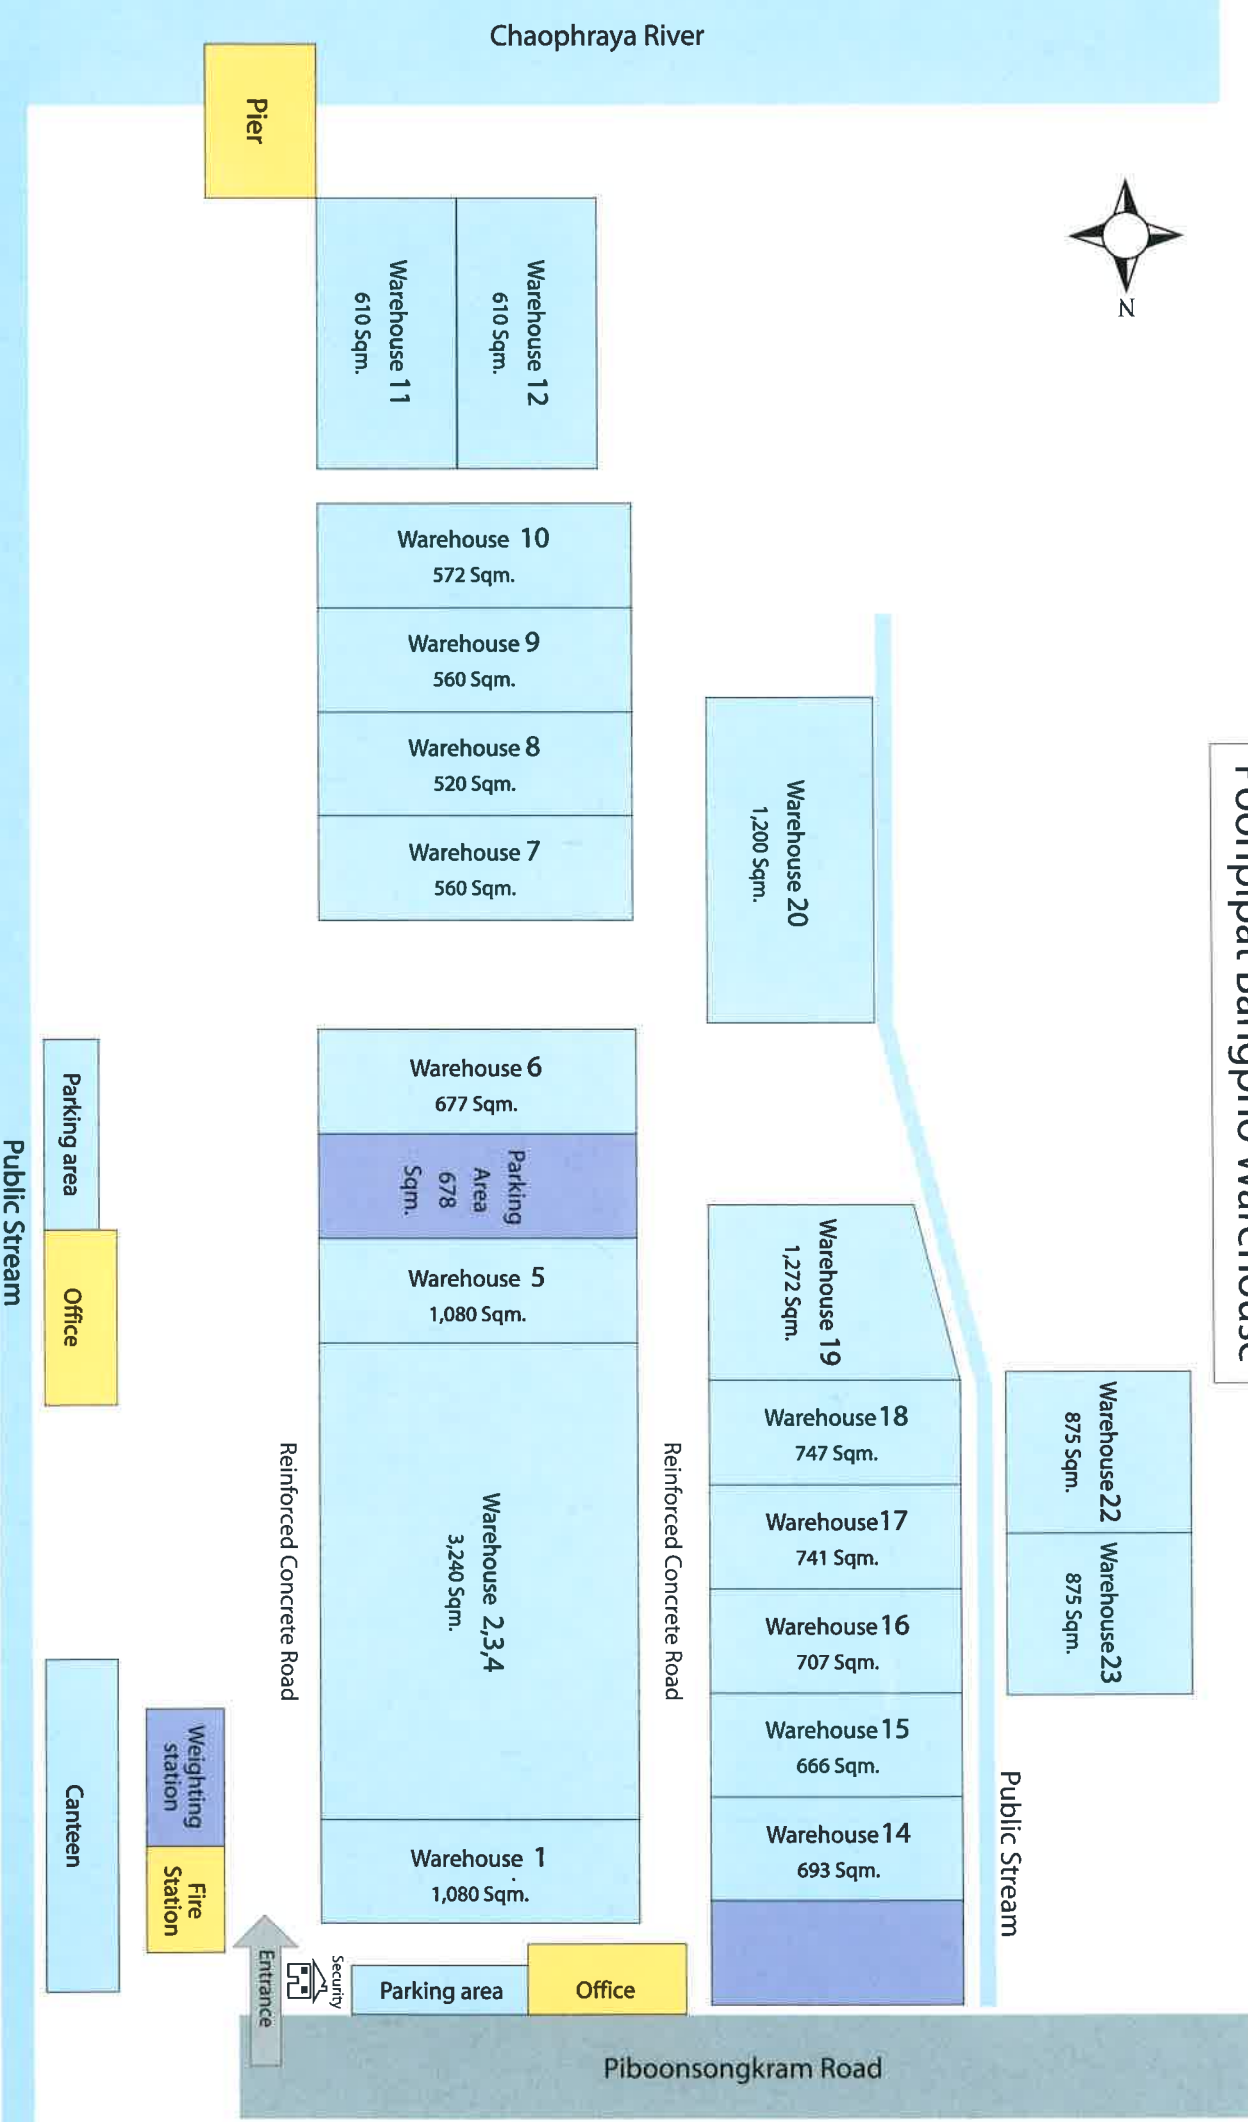 Chaophraya River
Pier
N
Warehouse 12
610 Sqm.
Warehouse 11
610 Sqm.
Warehouse 10
572 Sqm.
Warehouse 9
560 Sqm.
Warehouse 8
520 Sqm.
Warehouse 7
560 Sqm.
Warehouse 20
1,200 Sqm.
Warehouse 6
677 Sqm.
Parking
Area
678
Sqm.
Warehouse 5
1,080 Sqm.
Warehouse 2,3,4
3,240 Sqm.
Warehouse 1
1,080 Sqm.
Warehouse 19
1,272 Sqm.
Warehouse 18
747 Sqm.
Warehouse 17
741 Sqm.
Warehouse 16
707 Sqm.
Warehouse 15
666 Sqm.
Warehouse 14
693 Sqm.
Warehouse 22
875 Sqm.
Warehouse 23
875 Sqm.
Public Stream
Reinforced Concrete Road
Reinforced Concrete Road
Parking area
Office
Public Stream
Canteen
Weighting
station
Fire
Station
Entrance
Security
Parking area
Office
Piboonsongkram Road